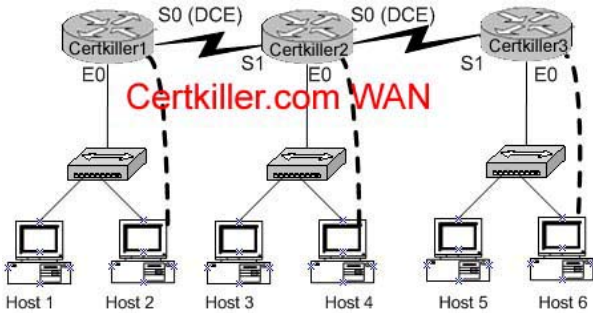 S0 (DCE)
S0 (DCE)
Certkiller1
Certkiller2
Certkiller3
E0
S1
E0
S1
E0
Certkiller.com WAN
Host 1
Host 2
Host 3
Host 4
Host 5
Host 6